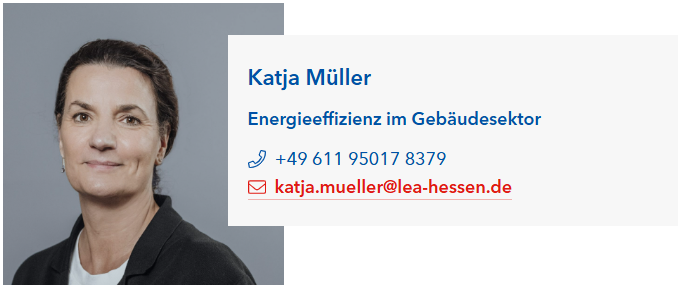 Katja Müller
Energieeffizienz im Gebäudesektor
+49 611 95017 8379
katja.mueller@lea-hessen.de